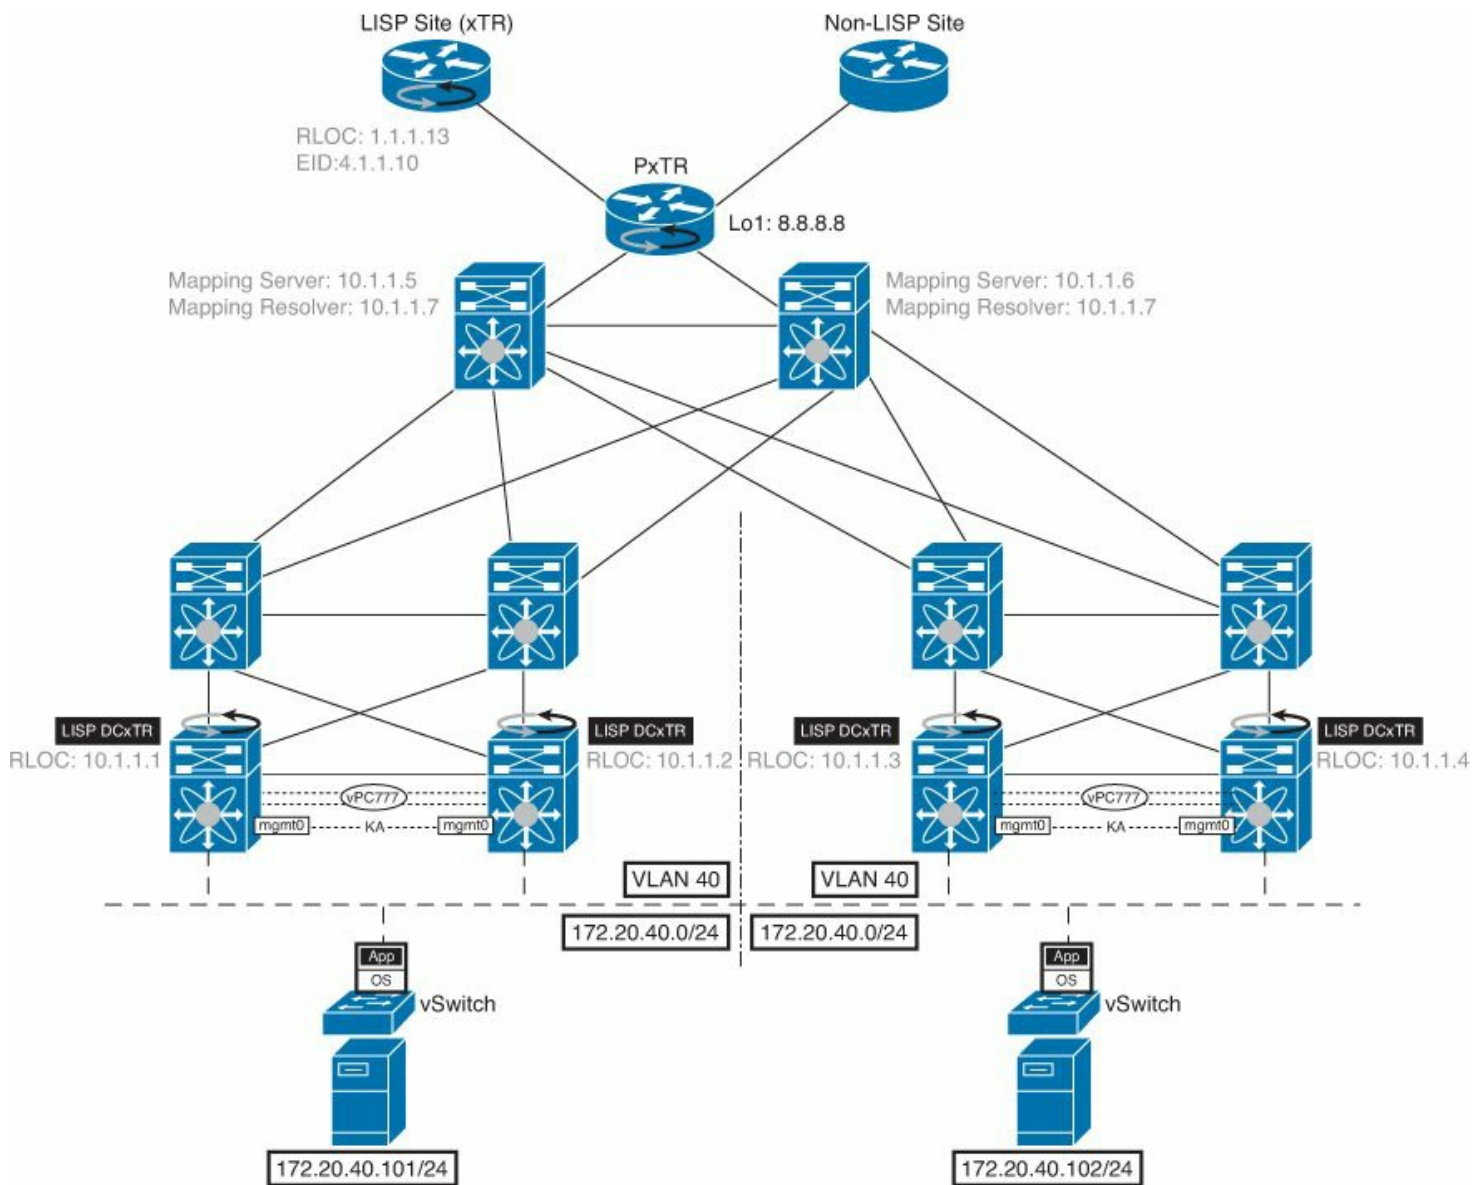 LISP Site (xTR)
Non-LISP Site
RLOC: 1.1.1.13
EID:4.1.1.10
PxTR
Lo1: 8.8.8.8
Mapping Server: 10.1.1.5
Mapping Resolver: 10.1.1.7
Mapping Server: 10.1.1.6
Mapping Resolver: 10.1.1.7
LISP DCxTR
RLOC: 10.1.1.1
LISP DCxTR
RLOC: 10.1.1.2
LISP DCxTR
RLOC: 10.1.1.3
LISP DCxTR
RLOC: 10.1.1.4
vPC777
mgmt0
KA
mgmt0
vPC777
mgmt0
KA
mgmt0
VLAN 40
VLAN 40
172.20.40.0/24
172.20.40.0/24
App
OS
vSwitch
App
OS
vSwitch
172.20.40.101/24
172.20.40.102/24